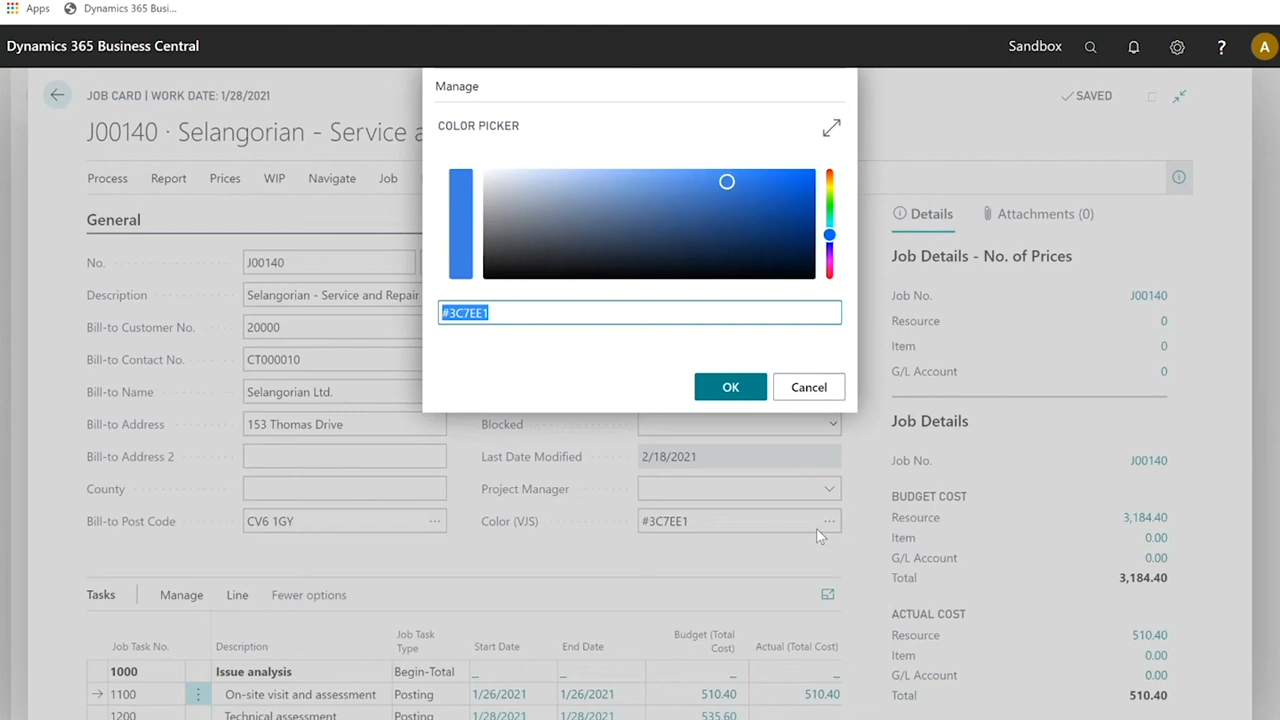 Apps Dynamics 365 Busi...
Dynamics 365 Business Central Sandbox ? A
JOB CARD | WORK DATE: 1/28/2021 SAVED
J00140 · Selangorian - Service a
Process Report Prices WIP Navigate Job
General
No. J00140
Description Selangorian - Service and Repair
Bill-to Customer No. 20000
Bill-to Contact No. CT000010
Bill-to Name Selangorian Ltd.
Bill-to Address 153 Thomas Drive
Bill-to Address 2
County
Bill-to Post Code CV6 1GY ...
Manage
COLOR PICKER
#3C7EE1
OK Cancel
Blocked
Last Date Modified 2/18/2021
Project Manager
Color (VJS) #3C7EE1 ...
Details Attachments (0)
Job Details - No. of Prices
Job No. J00140
Resource 0
Item 0
G/L Account 0
Job Details
Job No. J00140
BUDGET COST
Resource 3,184.40
Item 0.00
G/L Account 0.00
Total 3,184.40
ACTUAL COST
Resource 510.40
Item 0.00
G/L Account 0.00
Total 510.40
Tasks Manage Line Fewer options
Job Task No. Description Job Task Type Start Date End Date Budget (Total Cost) Actual (Total Cost)
1000 Issue analysis Begin-Total _ _ _ _
1100 On-site visit and assessment Posting 1/26/2021 1/26/2021 510.40 510.40
1200 Technical assessment Posting 1/28/2021 1/28/2021 535.60